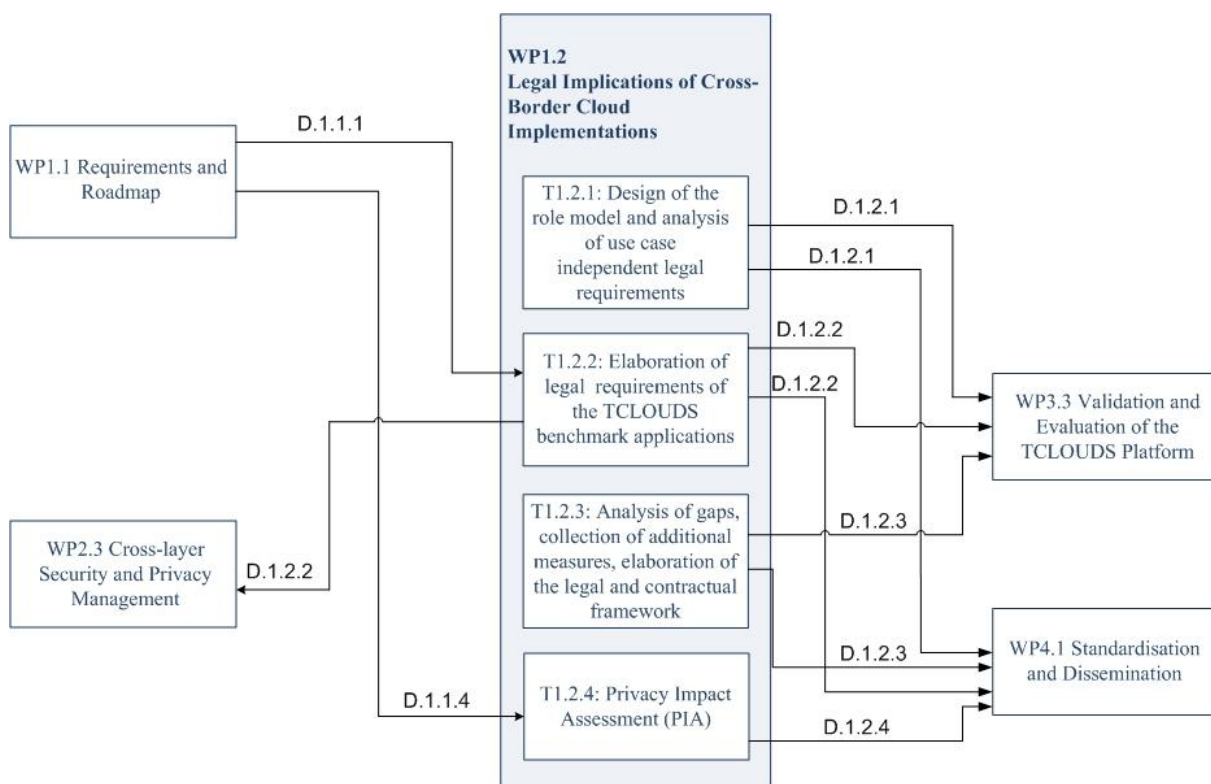 WP1.2
Legal Implications of Cross-
Border Cloud
Implementations
D.1.1.1
WP1.1 Requirements and
Roadmap
T1.2.1: Design of the
role model and analysis
of use case
independent legal
requirements
D.1.2.1
D.1.2.1
T1.2.2: Elaboration of
legal requirements of
the TCLOUDS
benchmark applications
D.1.2.2
D.1.2.2
WP3.3 Validation and
Evaluation of the
TCLOUDS Platform
T1.2.3: Analysis of gaps,
collection of additional
measures, elaboration of
the legal and contractual
framework
D.1.2.3
D.1.2.3
WP2.3 Cross-layer
Security and Privacy
Management
D.1.2.2
WP4.1 Standardisation
and Dissemination
D.1.1.4
T1.2.4: Privacy Impact
Assessment (PIA)
D.1.2.4